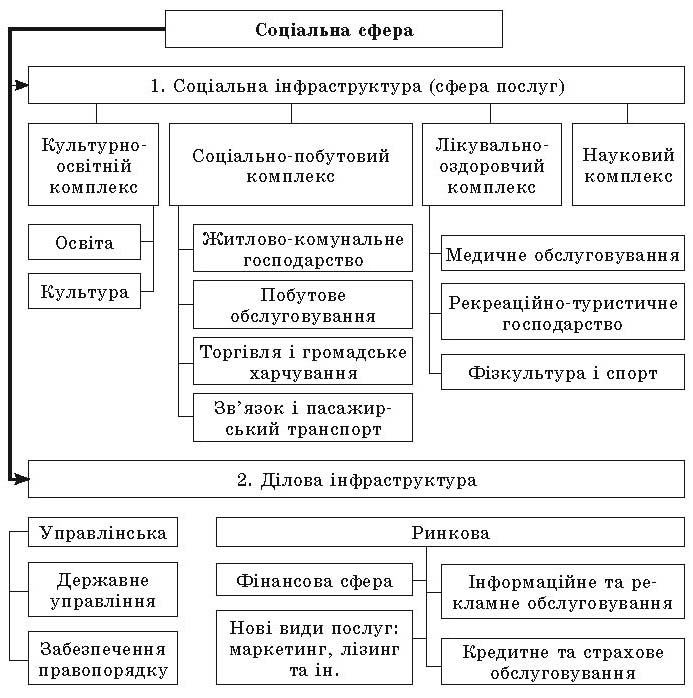 Соціальна сфера
1. Соціальна інфраструктура (сфера послуг)
Культурно-
освітній
комплекс
Соціально-побутовий
комплекс
Лікувально-
оздоровчий
комплекс
Науковий
комплекс
Освіта
Культура
Житлово-комунальне
господарство
Побутове
обслуговування
Торгівля і громадське
харчування
Зв’язок і пасажир-
ський транспорт
Медичне обслуговування
Рекреаційно-туристичне
господарство
Фізкультура і спорт
2. Ділова інфраструктура
Управлінська
Державне
управління
Забезпечення
правопорядку
Ринкова
Фінансова сфера
Нові види послуг:
маркетинг, лізинг
та ін.
Інформаційне та ре-
кламне обслуговування
Кредитне та страхове
обслуговування